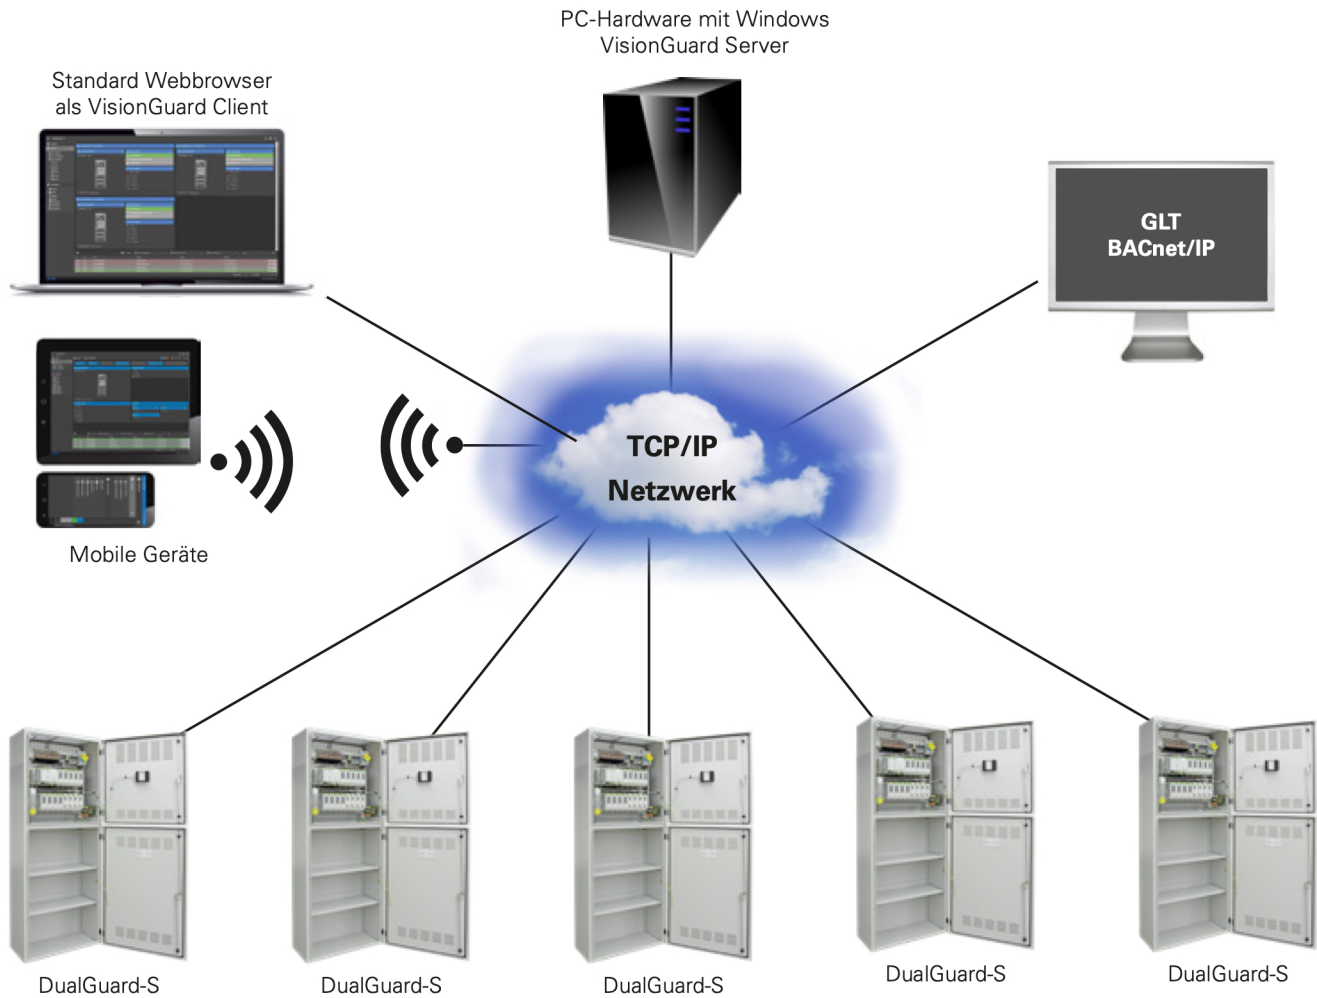 PC-Hardware mit Windows
VisionGuard Server
Standard Webbrowser
als VisionGuard Client
GLT
BACnet/IP
TCP/IP
Netzwerk
Mobile Geräte
DualGuard-S
DualGuard-S
DualGuard-S
DualGuard-S
DualGuard-S